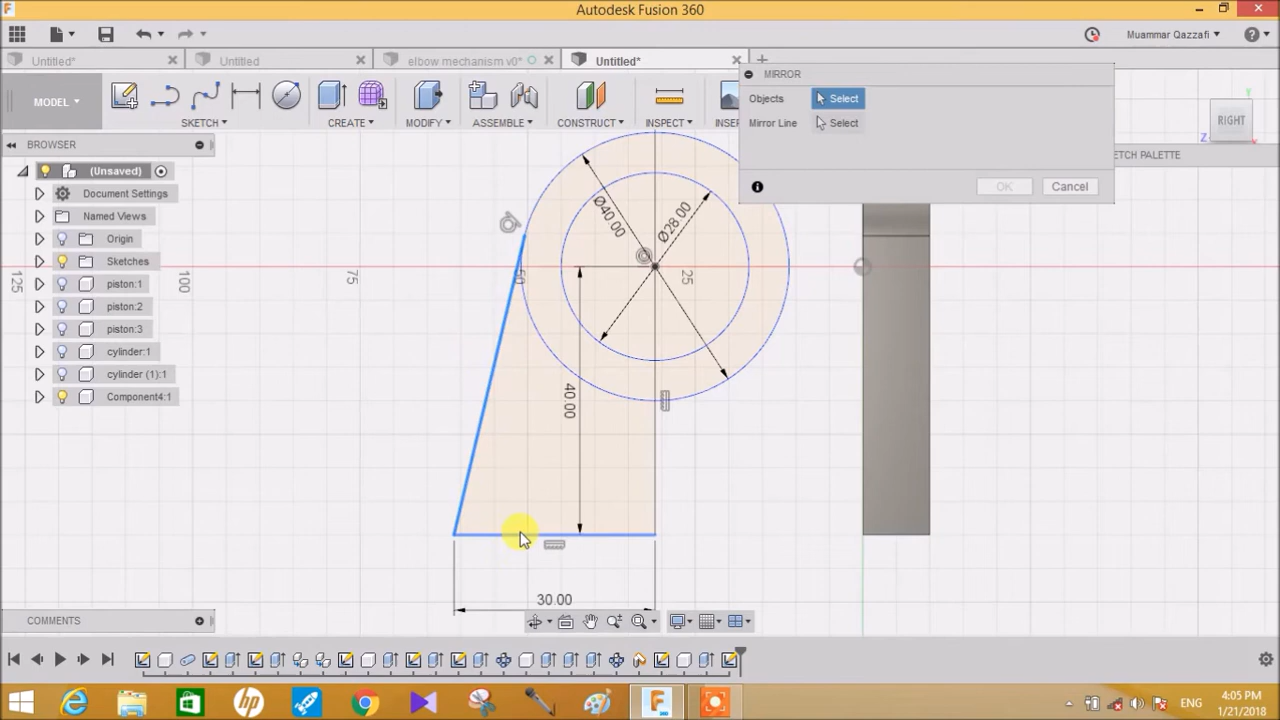 Autodesk Fusion 360
Muammar Qazzafi
Untitled*
Untitled
elbow mechanism v0*
Untitled*
MODEL
SKETCH
CREATE
MODIFY
ASSEMBLE
CONSTRUCT
INSPECT
MIRROR
Objects
Select
Mirror Line
Select
OK
Cancel
RIGHT
Y
Z
BROWSER
(Unsaved)
Document Settings
Named Views
Origin
Sketches
piston:1
piston:2
piston:3
cylinder:1
cylinder (1):1
Component4:1
125
100
75
50
25
Ø40.00
Ø28.00
40.00
30.00
COMMENTS
ENG
4:05 PM
1/21/2018